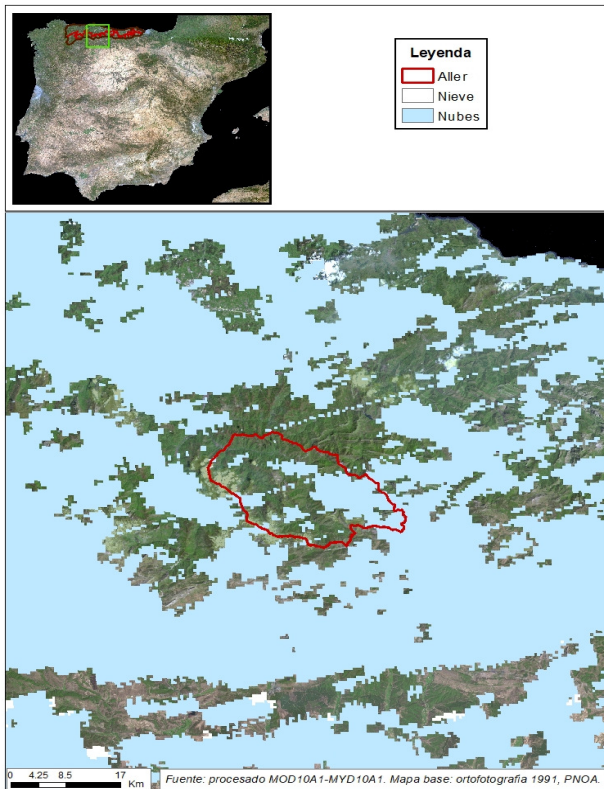 Leyenda
Aller
Nieve
Nubes
0 4.25 8.5 17
Km
Fuente: procesado MOD10A1-MYD10A1. Mapa base: ortofotografia 1991, PNOA.